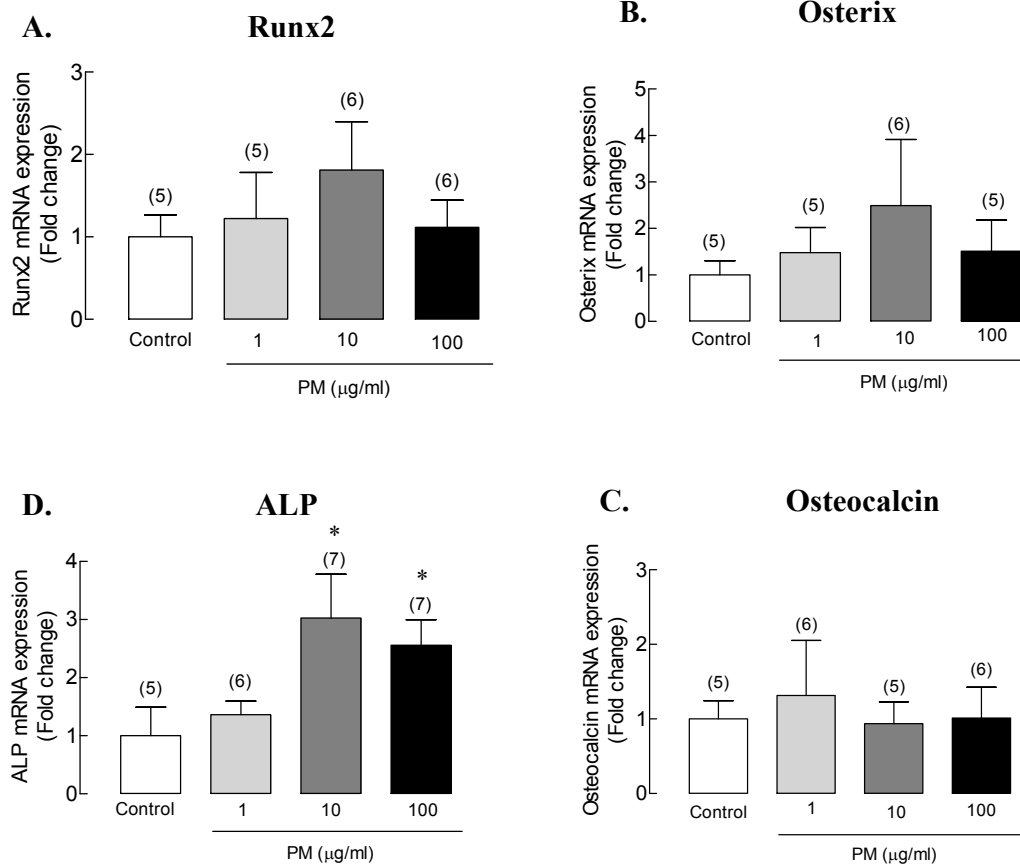 A.
Runx2
Runx2 mRNA expression
(Fold change)
3
2
1
0
(5)
(5)
(6)
(6)
Control
1
10
100
PM (μg/ml)
B.
Osterix
Osterix mRNA expression
(Fold change)
5
4
3
2
1
0
(5)
(5)
(6)
(5)
Control
1
10
100
PM (μg/ml)
D.
ALP
ALP mRNA expression
(Fold change)
4
3
2
1
0
(5)
(6)
*
(7)
*
(7)
Control
1
10
100
PM (μg/ml)
C.
Osteocalcin
Osteocalcin mRNA expression
(Fold change)
3
2
1
0
(5)
(6)
(5)
(6)
Control
1
10
100
PM (μg/ml)